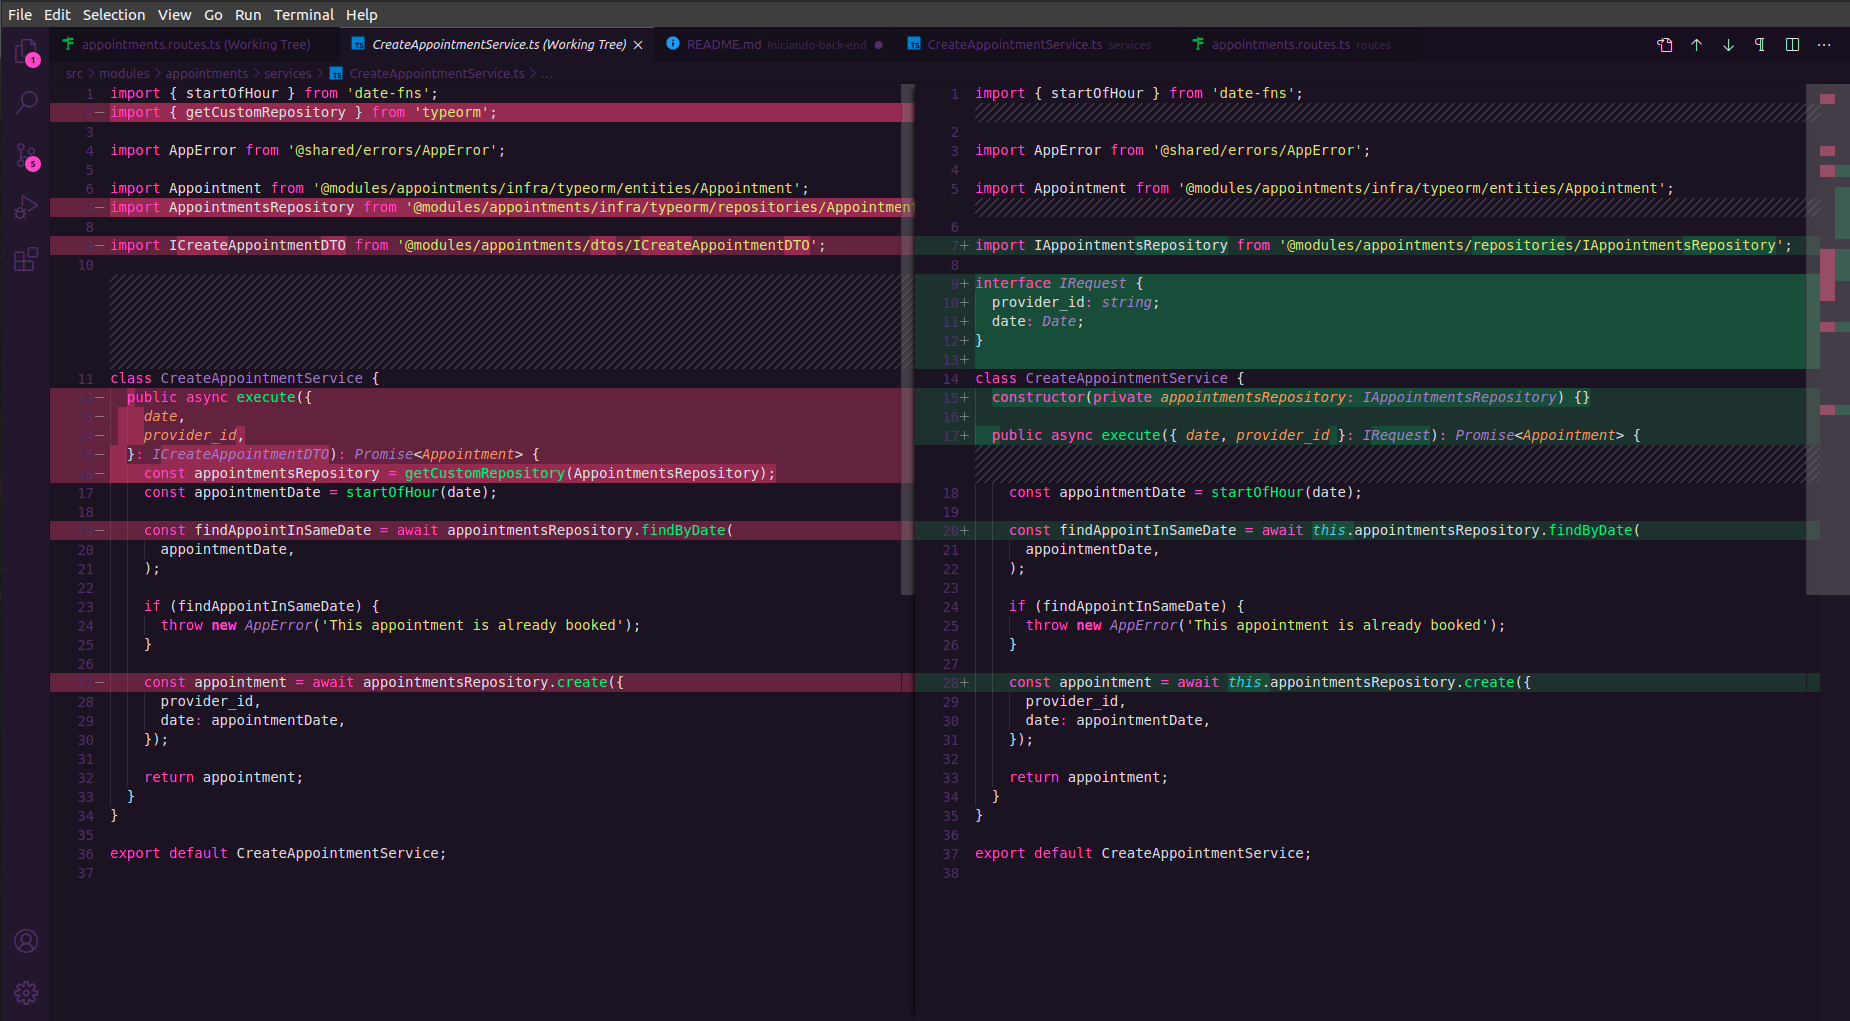 File Edit Selection View Go Run Terminal Help
appointments.routes.ts (Working Tree) CreateAppointmentService.ts (Working Tree) README.md Iniciando-back-end CreateAppointmentService.ts services appointments.routes.ts routes
src > modules > appointments > services > CreateAppointmentService.ts > ...
1
5
1 import { startOfHour } from 'date-fns';
2 import { getCustomRepository } from 'typeorm';
3
4 import AppError from '@shared/errors/AppError';
5
6 import Appointment from '@modules/appointments/infra/typeorm/entities/Appointment';
7 import AppointmentsRepository from '@modules/appointments/infra/typeorm/repositories/Appointment
8
9 import ICreateAppointmentDTO from '@modules/appointments/dtos/ICreateAppointmentDTO';
10
11 class CreateAppointmentService {
12 public async execute({
13 date,
14 provider_id,
15 }: ICreateAppointmentDTO): Promise<Appointment> {
16 const appointmentsRepository = getCustomRepository(AppointmentsRepository);
17 const appointmentDate = startOfHour(date);
18
19 const findAppointInSameDate = await appointmentsRepository.findByDate(
20 appointmentDate,
21 );
22
23 if (findAppointInSameDate) {
24 throw new AppError('This appointment is already booked');
25 }
26
27 const appointment = await appointmentsRepository.create({
28 provider_id,
29 date: appointmentDate,
30 });
31
32 return appointment;
33 }
34 }
35
36 export default CreateAppointmentService;
37
1 import { startOfHour } from 'date-fns';
2
3 import AppError from '@shared/errors/AppError';
4
5 import Appointment from '@modules/appointments/infra/typeorm/entities/Appointment';
6
7+ import IAppointmentsRepository from '@modules/appointments/repositories/IAppointmentsRepository';
8
9+ interface IRequest {
10+ provider_id: string;
11+ date: Date;
12+ }
13+
14 class CreateAppointmentService {
15+ constructor(private appointmentsRepository: IAppointmentsRepository) {}
16+
17+ public async execute({ date, provider_id }: IRequest): Promise<Appointment> {
18 const appointmentDate = startOfHour(date);
19
20+ const findAppointInSameDate = await this.appointmentsRepository.findByDate(
21 appointmentDate,
22 );
23
24 if (findAppointInSameDate) {
25 throw new AppError('This appointment is already booked');
26 }
27
28+ const appointment = await this.appointmentsRepository.create({
29 provider_id,
30 date: appointmentDate,
31 });
32
33 return appointment;
34 }
35 }
36
37 export default CreateAppointmentService;
38